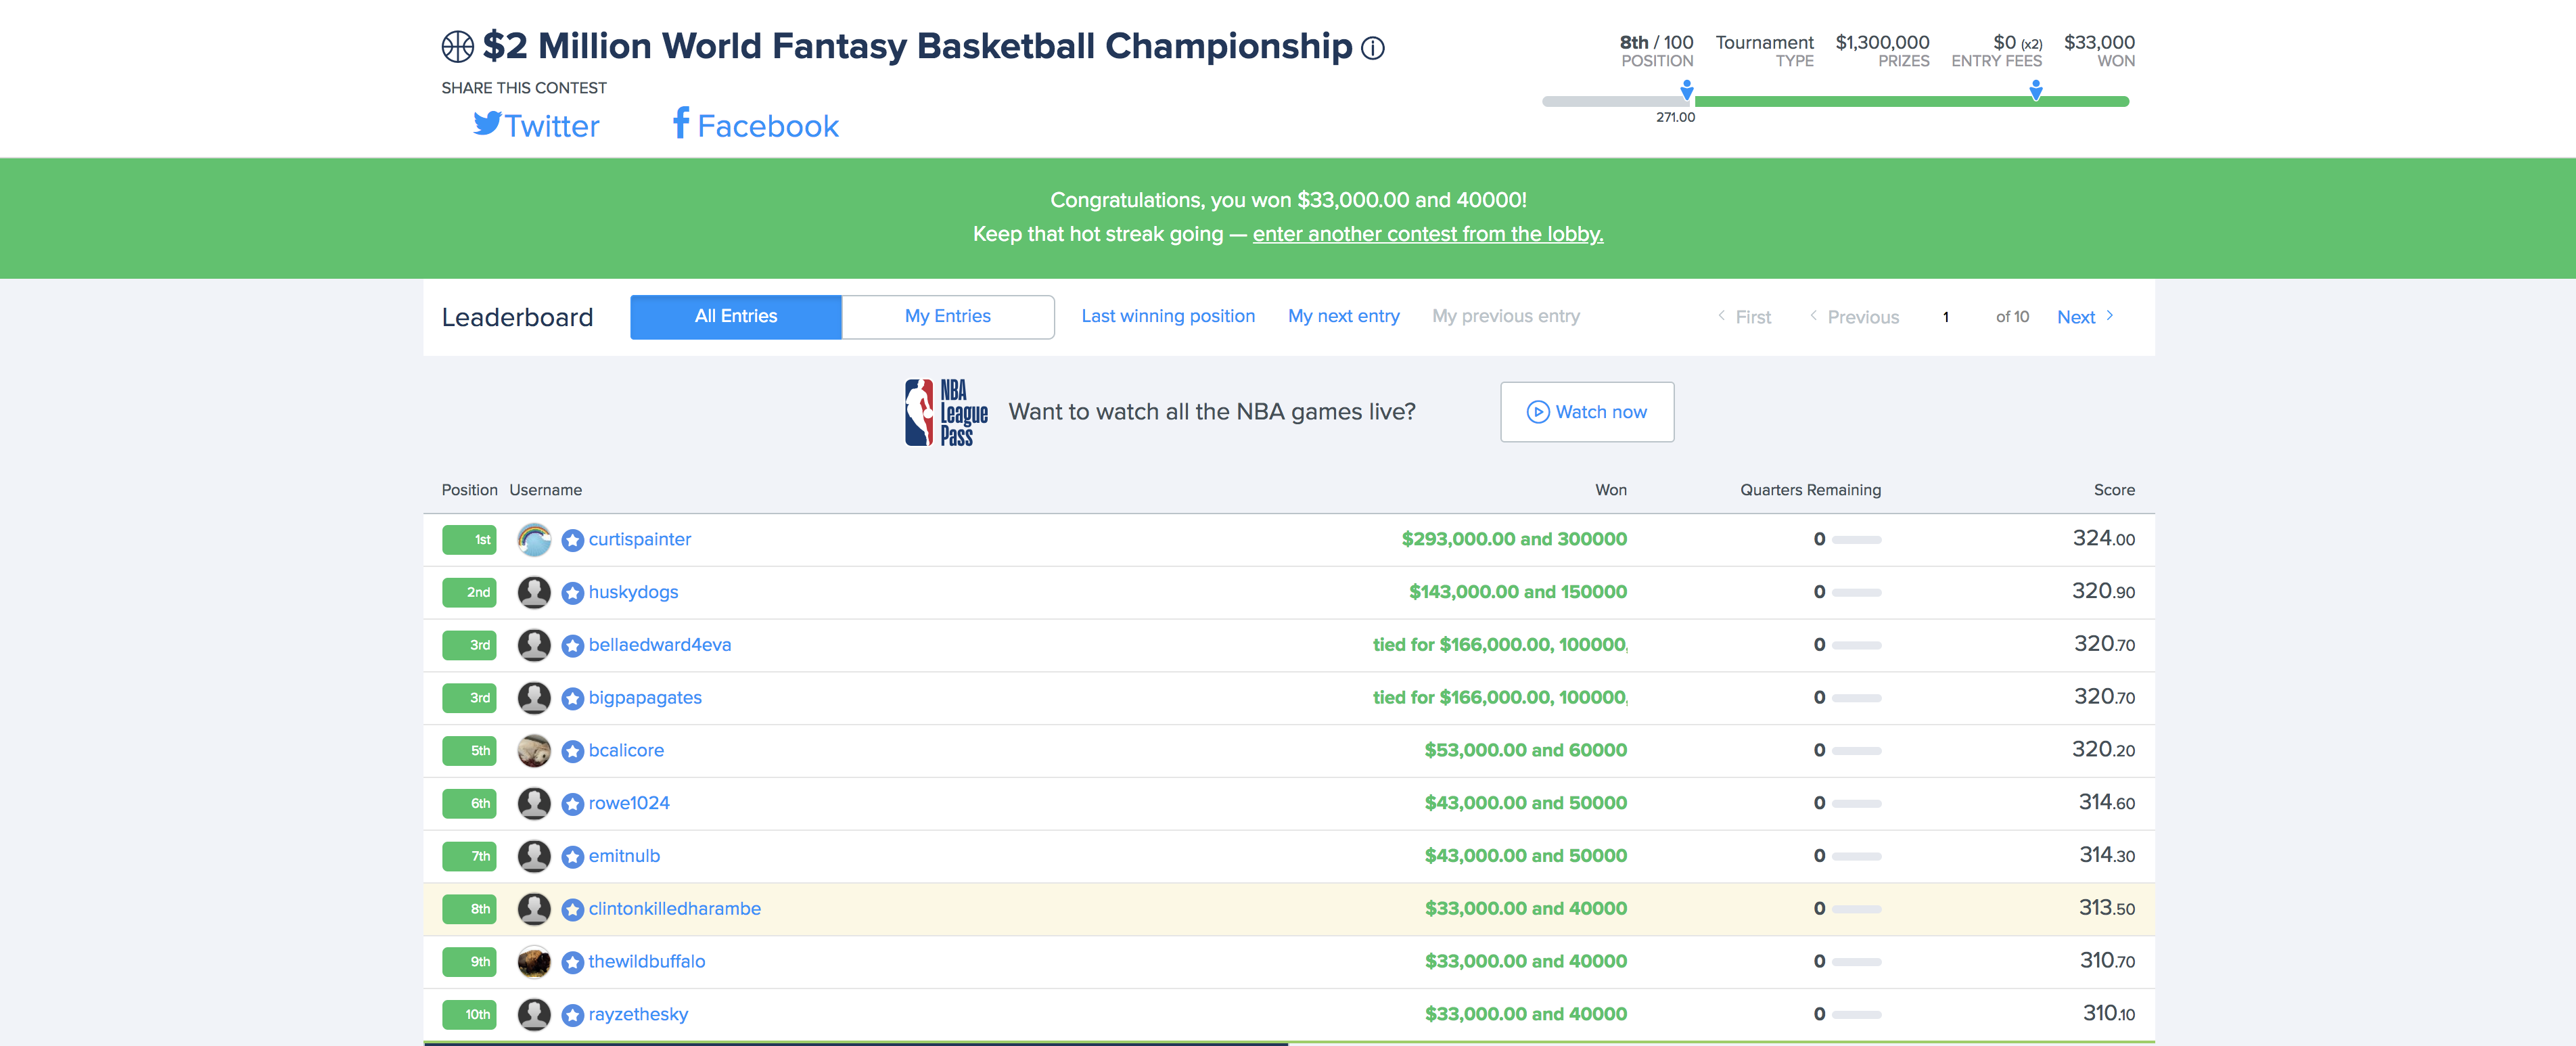 $2 Million World Fantasy Basketball Championship
SHARE THIS CONTEST
Twitter Facebook
8th / 100 Tournament $1,300,000 $0 (x2) $33,000
POSITION TYPE PRIZES ENTRY FEES WON
271.00
Congratulations, you won $33,000.00 and 40000!
Keep that hot streak going — enter another contest from the lobby.
Leaderboard All Entries My Entries Last winning position My next entry My previous entry First Previous 1 of 10 Next
NBA
League
Pass
Want to watch all the NBA games live? Watch now
Position Username Won Quarters Remaining Score
1st curtispainter $293,000.00 and 300000 0 324.00
2nd huskydogs $143,000.00 and 150000 0 320.90
3rd bellaedward4eva tied for $166,000.00, 100000, 0 320.70
3rd bigpapagates tied for $166,000.00, 100000, 0 320.70
5th bcalicore $53,000.00 and 60000 0 320.20
6th rowe1024 $43,000.00 and 50000 0 314.60
7th emitnulb $43,000.00 and 50000 0 314.30
8th clintonkilledharambe $33,000.00 and 40000 0 313.50
9th thewildbuffalo $33,000.00 and 40000 0 310.70
10th rayzethesky $33,000.00 and 40000 0 310.10